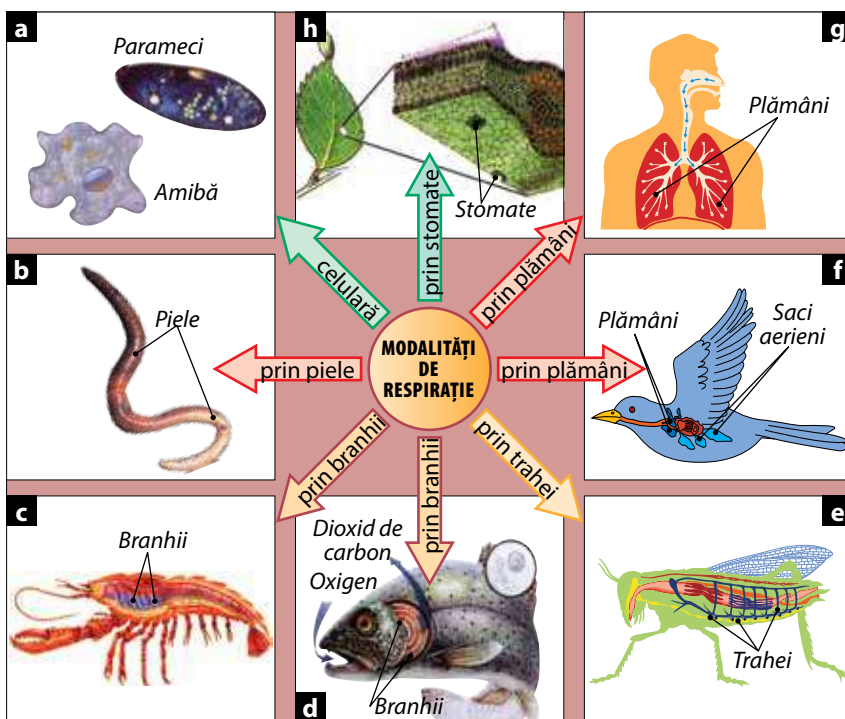 a
Parameci
Amibă
h
Stomate
g
Plămâni
celulară
prin stomate
prin plămâni
b
Piele
prin piele
MODALITĂȚI
DE
RESPIRAȚIE
prin plămâni
f
Plămâni
Saci
aerieni
prin branhii
prin branhii
prin trahei
c
Branhii
Dioxid de
carbon
Oxigen
Branhii
d
e
Trahei